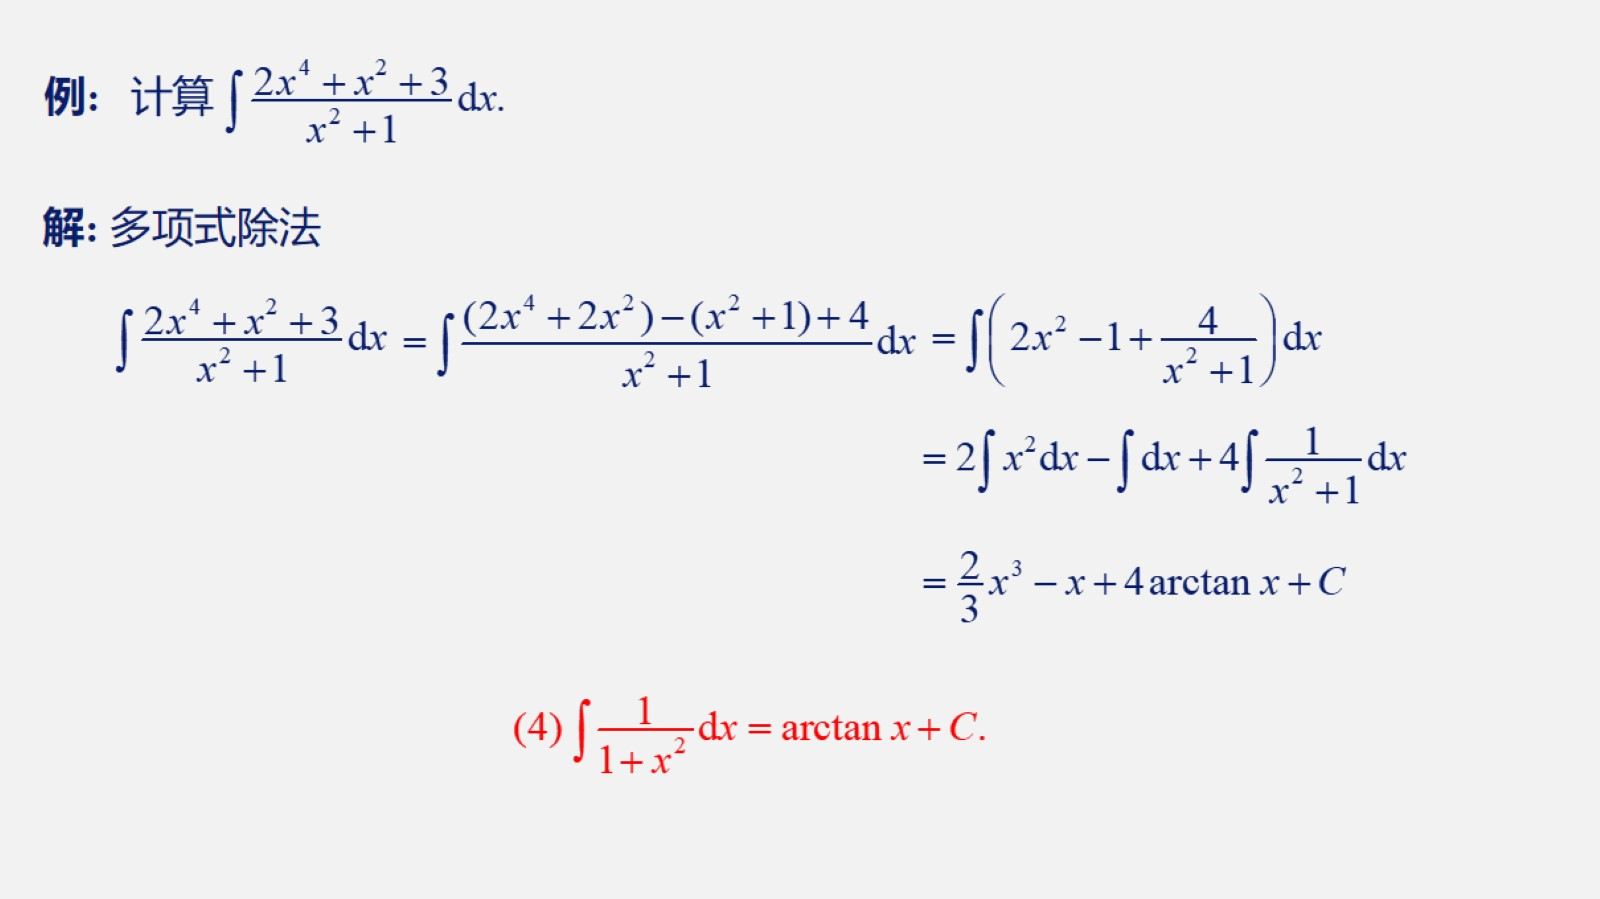 例: 计算 ∫ (2x⁴ + x² + 3)/(x² + 1) dx.
解: 多项式除法
∫ (2x⁴ + x² + 3)/(x² + 1) dx = ∫ ((2x⁴ + 2x²) − (x² + 1) + 4)/(x² + 1) dx = ∫ (2x² − 1 + 4/(x² + 1)) dx
= 2∫ x² dx − ∫ dx + 4∫ 1/(x² + 1) dx
= 2/3 x³ − x + 4 arctan x + C
(4) ∫ 1/(1 + x²) dx = arctan x + C.